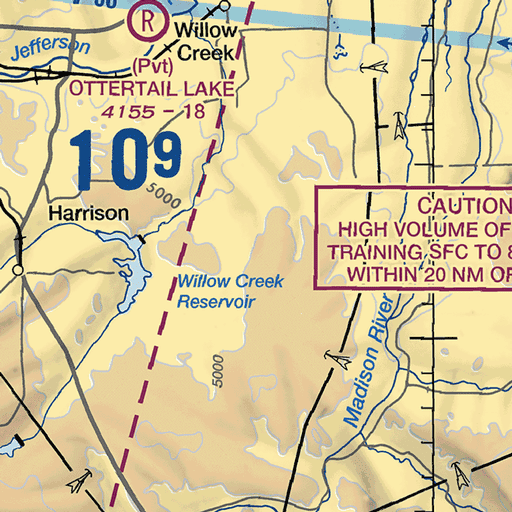 R
Willow
Creek
Jefferson
(Pvt)
OTTERTAIL LAKE
4155 - 18
109
5000
Harrison
CAUTION
HIGH VOLUME OF
TRAINING SFC TO 8
WITHIN 20 NM OF
Willow Creek
Reservoir
Madison River
5000